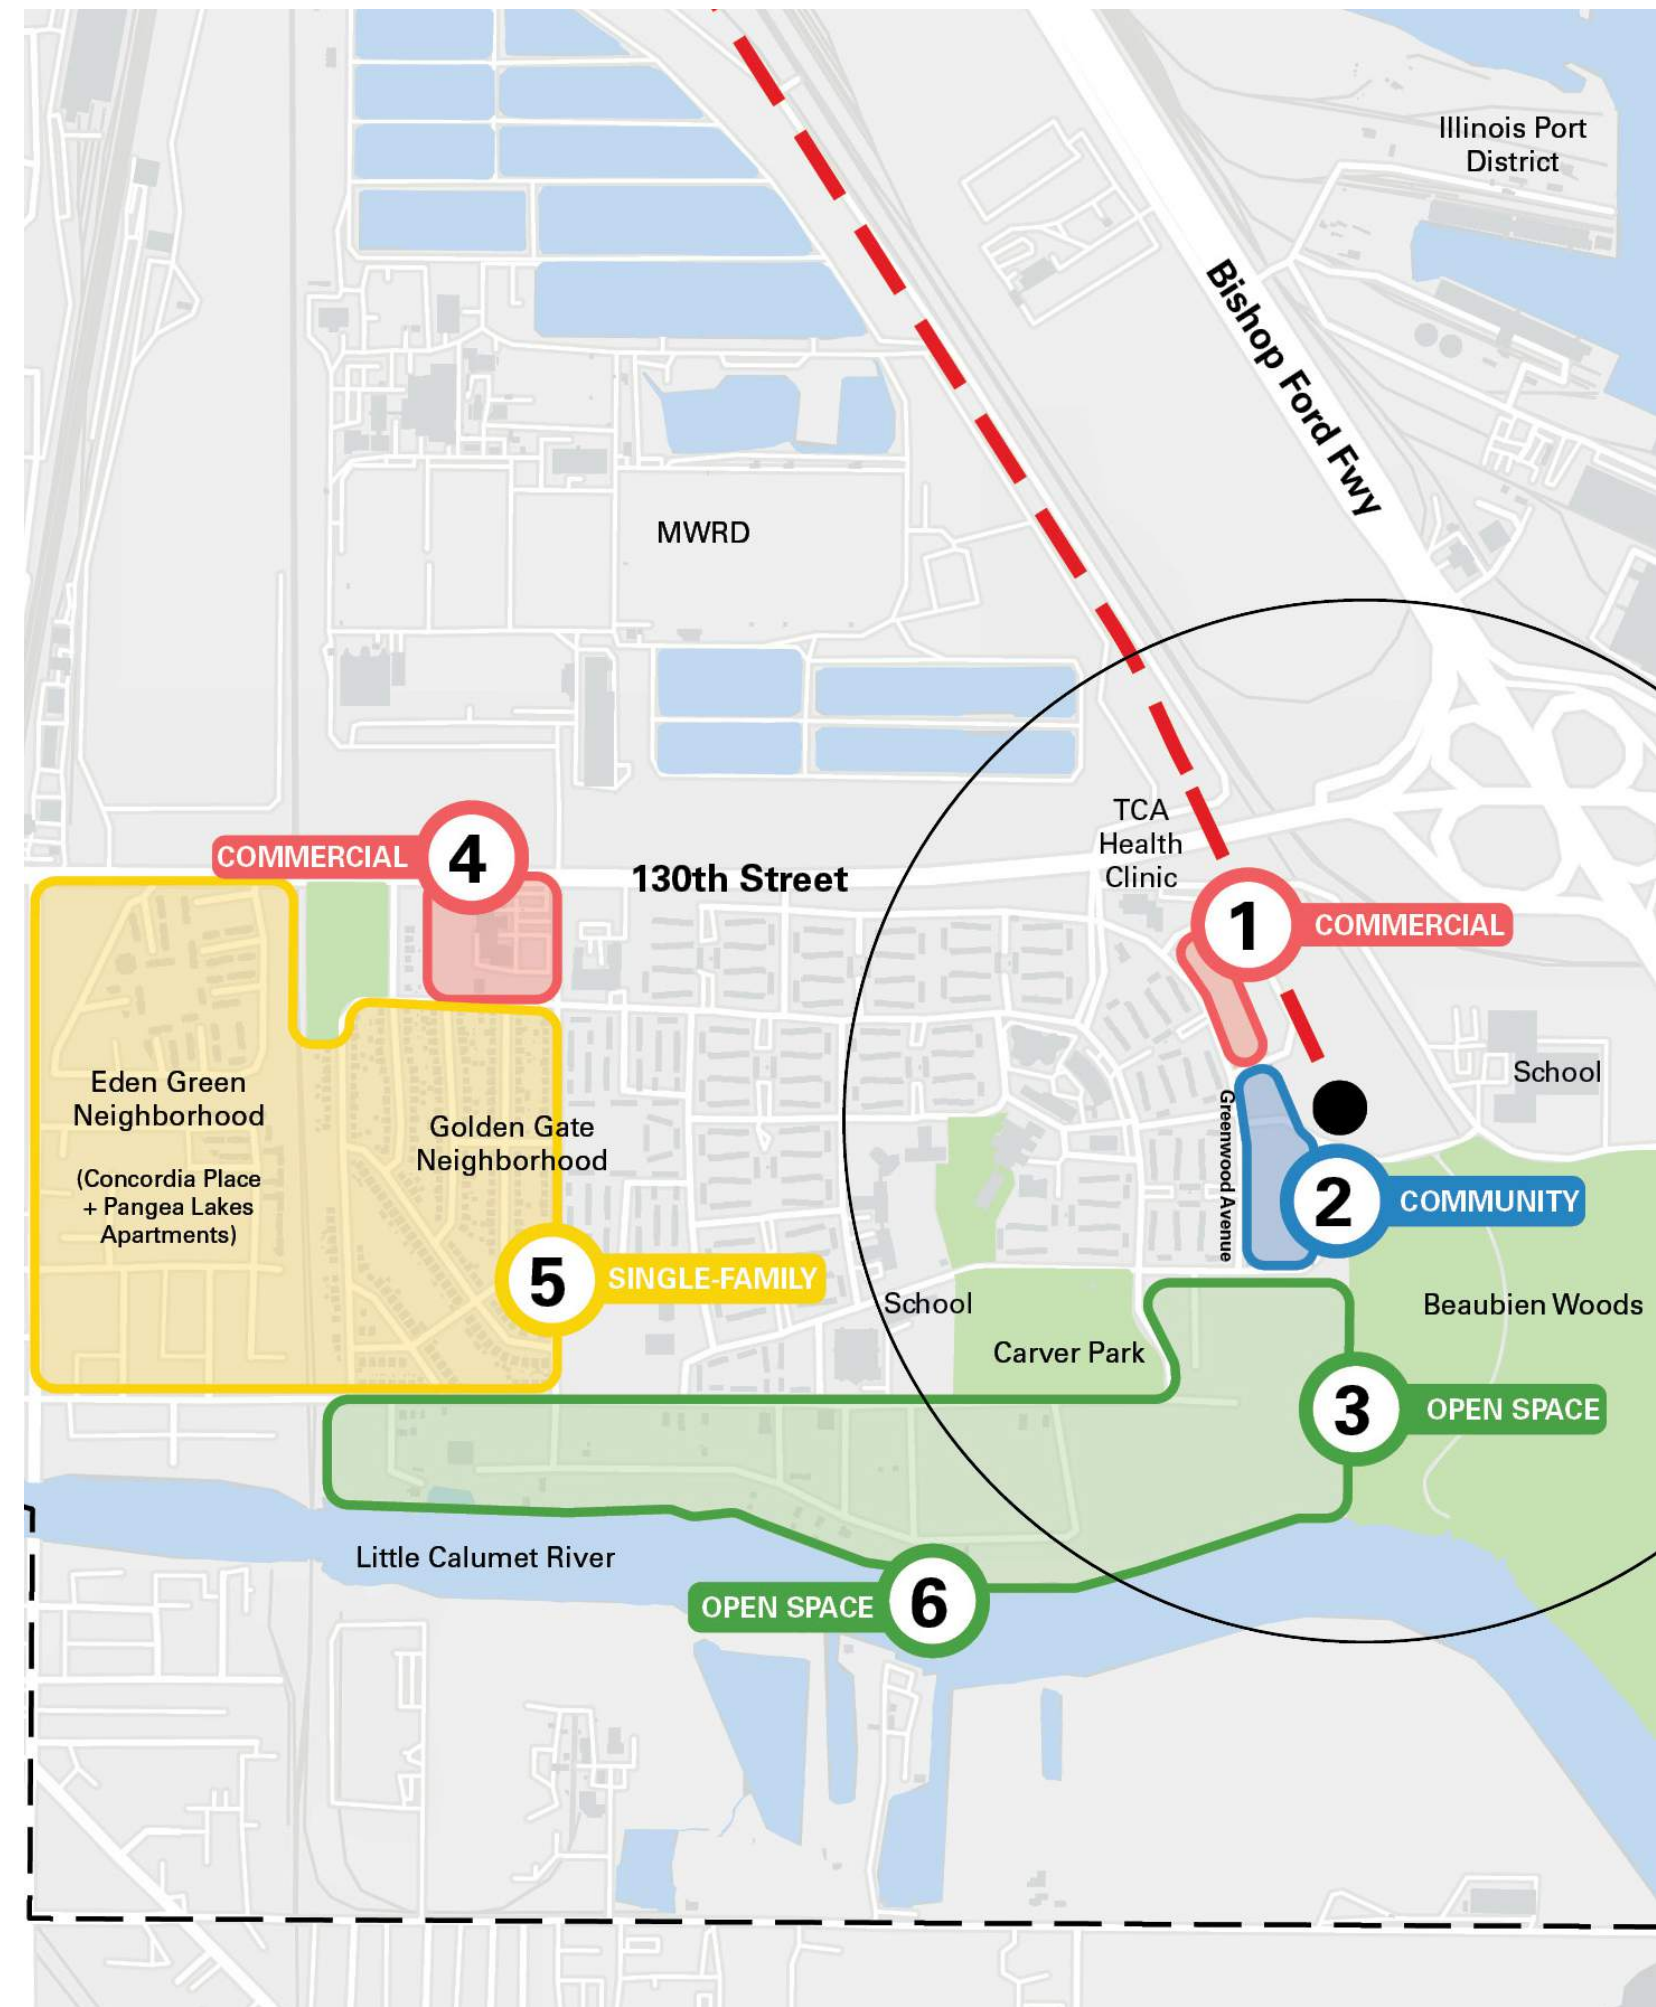 Illinois Port
District
Bishop Ford Fwy
MWRD
TCA
Health
Clinic
4
COMMERCIAL
130th Street
1
COMMERCIAL
Eden Green
Neighborhood
(Concordia Place
+ Pangea Lakes
Apartments)
Golden Gate
Neighborhood
School
Greenwood Avenue
2
COMMUNITY
5
SINGLE-FAMILY
School
Carver Park
Beaubien Woods
3
OPEN SPACE
Little Calumet River
6
OPEN SPACE